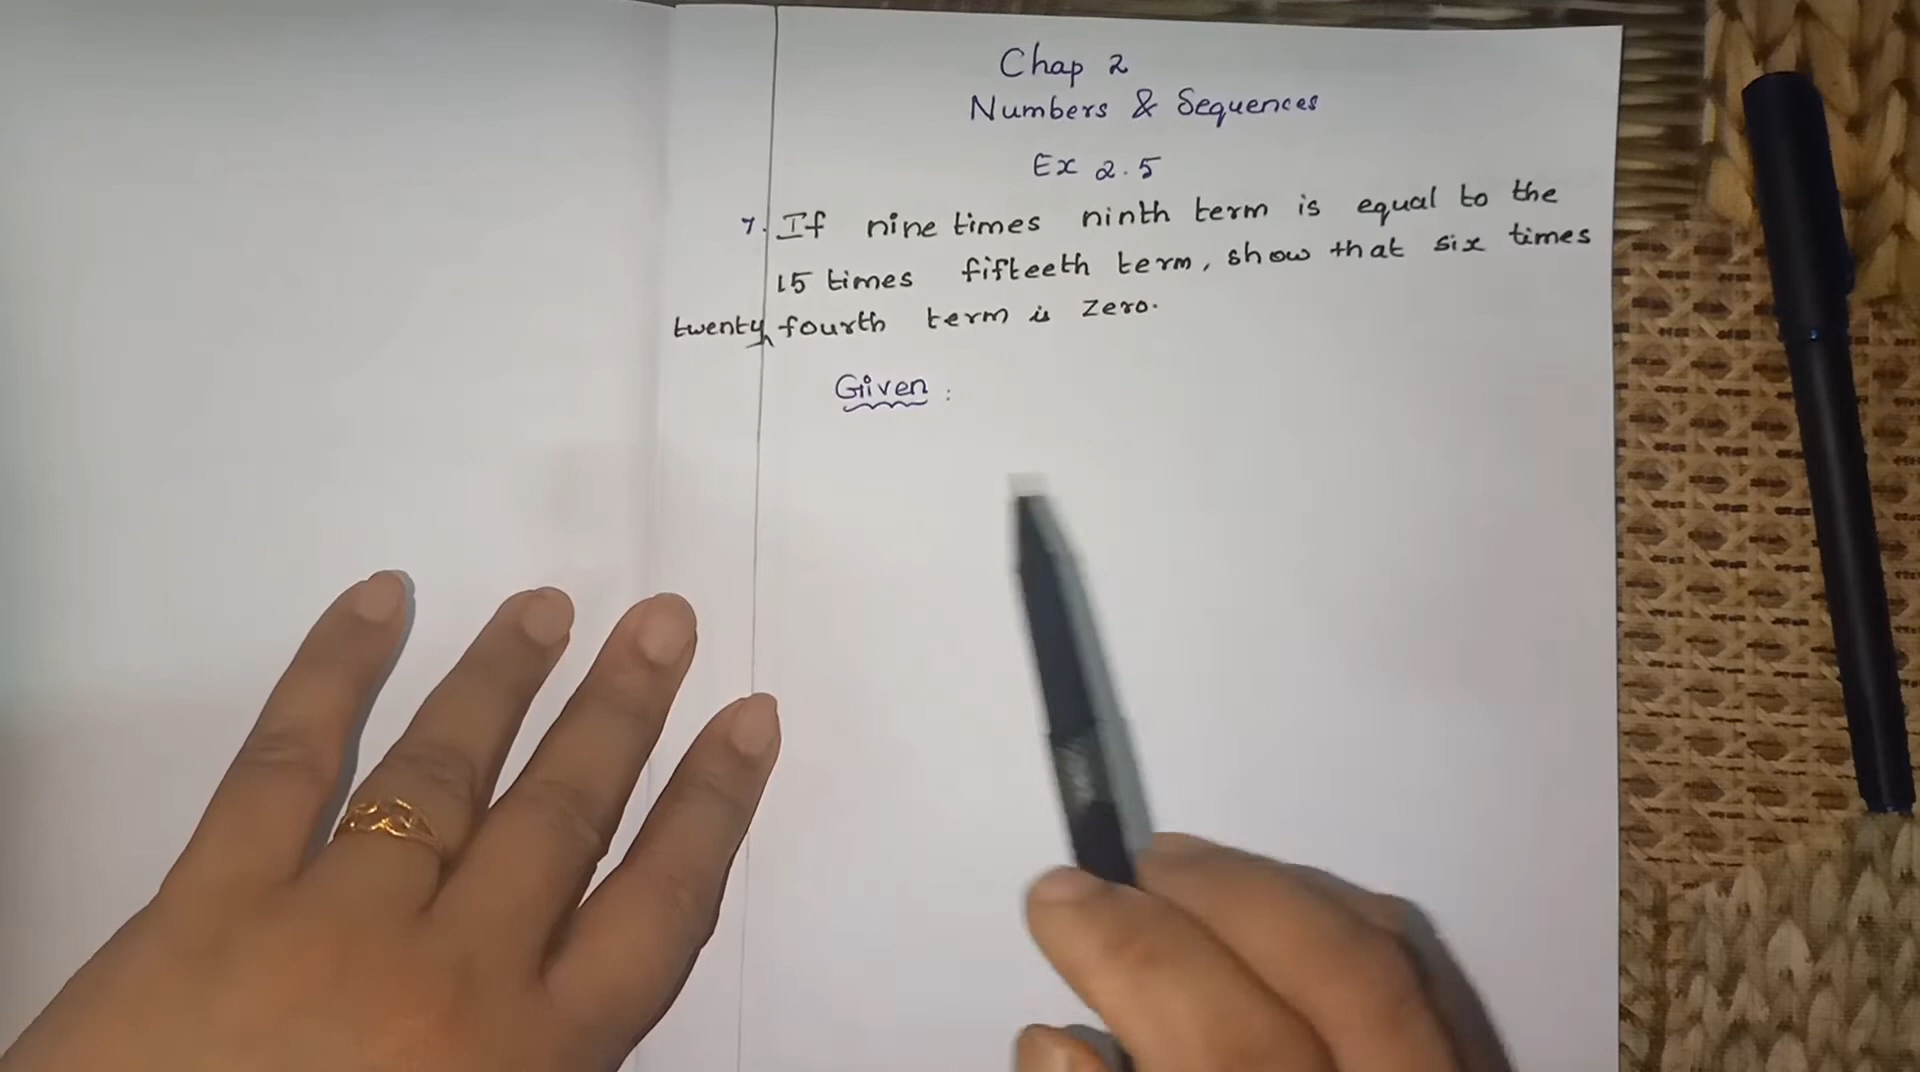 Chap 2
Numbers & Sequences
Ex 2.5
7. If nine times ninth term is equal to the
15 times fifteeth term, show that six times
twenty fourth term is zero.
Given :